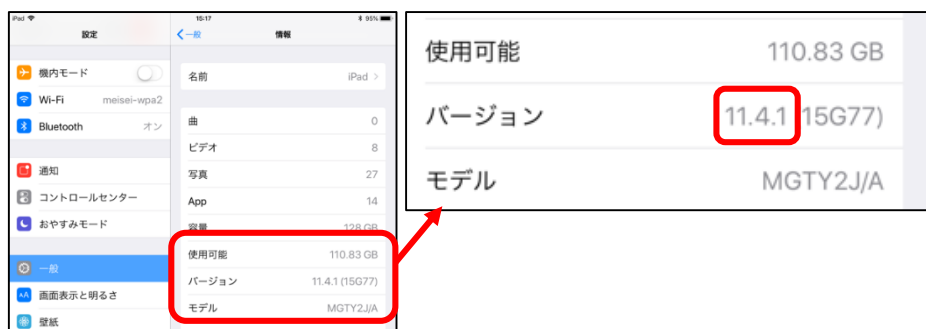 iPad 15:17 95%
設定
機内モード
Wi-Fi meisei-wpa2
Bluetooth オン
通知
コントロールセンター
おやすみモード
一般
画面表示と明るさ
壁紙
一般 情報
名前 iPad
曲 0
ビデオ 8
写真 27
App 14
容量 128 GB
使用可能 110.83 GB
バージョン 11.4.1 (15G77)
モデル MGTY2J/A
使用可能 110.83 GB
バージョン 11.4.1 15G77)
モデル MGTY2J/A